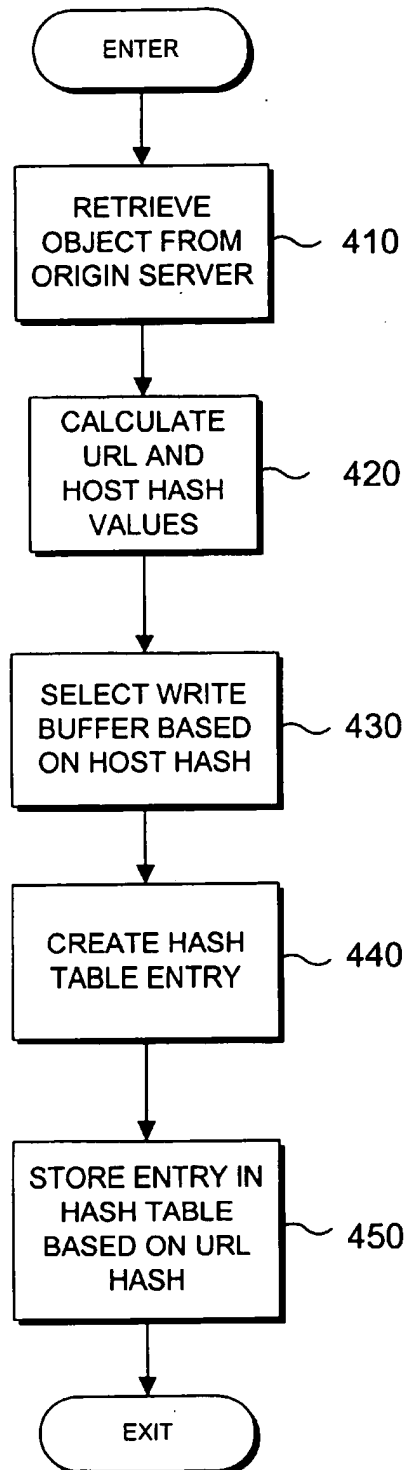 ENTER
RETRIEVE
OBJECT FROM
ORIGIN SERVER
410
CALCULATE
URL AND
HOST HASH
VALUES
420
SELECT WRITE
BUFFER BASED
ON HOST HASH
430
CREATE HASH
TABLE ENTRY
440
STORE ENTRY IN
HASH TABLE
BASED ON URL
HASH
450
EXIT